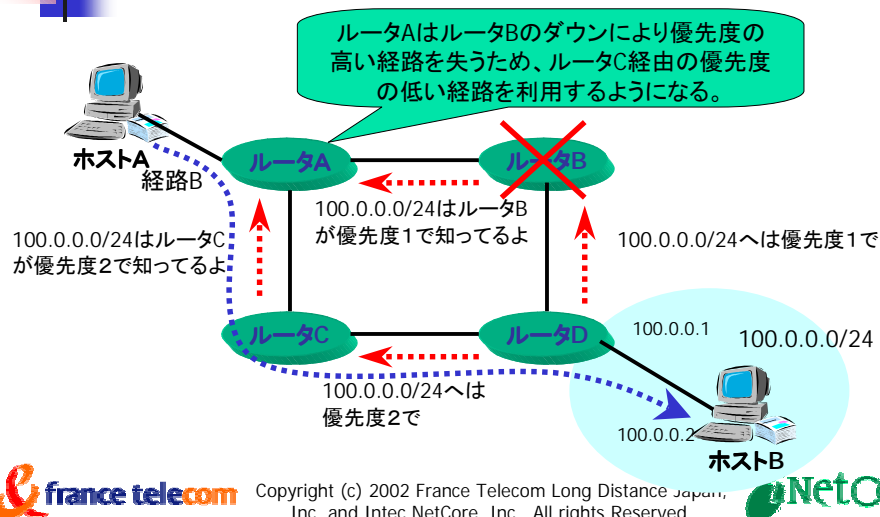 ルータAはルータBのダウンにより優先度の
高い経路を失うため、ルータC経由の優先度
の低い経路を利用するようになる。
ホストA
経路B
ルータA
ルータB
100.0.0.0/24はルータC
が優先度２で知ってるよ
100.0.0.0/24はルータB
が優先度１で知ってるよ
100.0.0.0/24へは優先度１で
ルータC
ルータD
100.0.0.1
100.0.0.0/24
100.0.0.0/24へは
優先度２で
100.0.0.2
ホストB
france telecom
Copyright (c) 2002 France Telecom Long Distance Japan,
Inc. and Intec NetCore, Inc. All rights Reserved
NetC